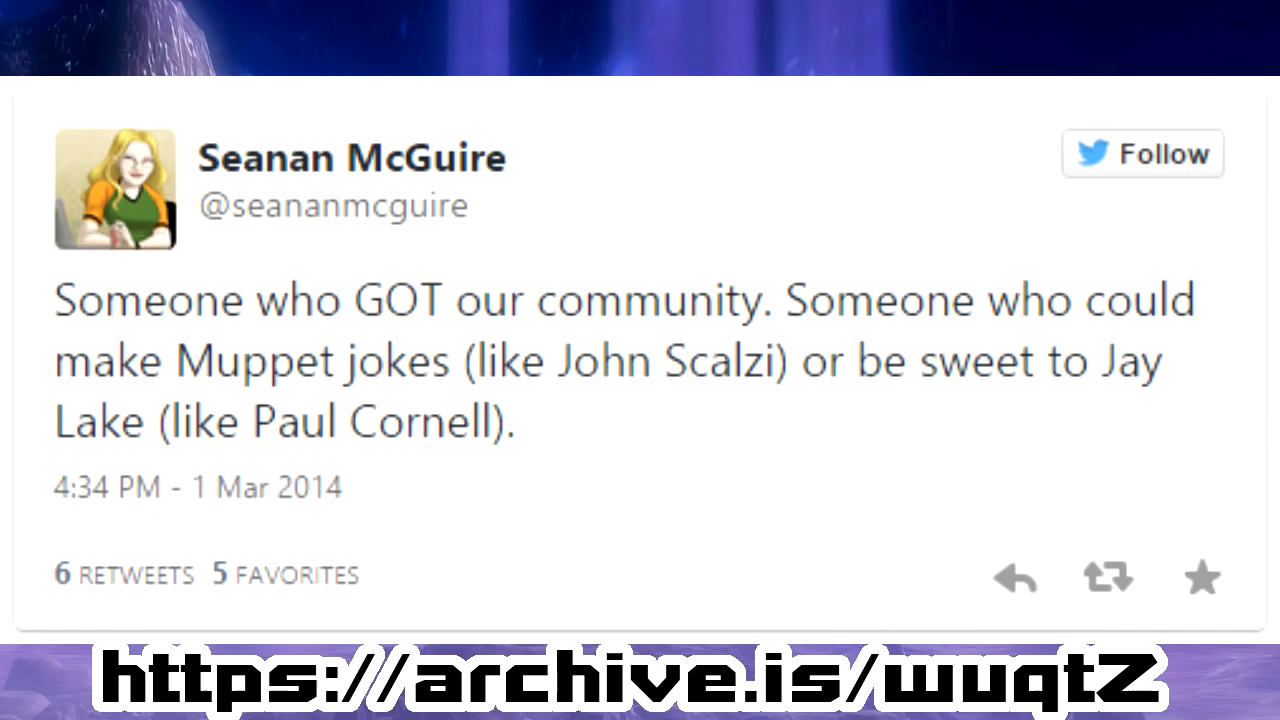 Seanan McGuire
@seananmcguire
Follow
Someone who GOT our community. Someone who could
make Muppet jokes (like John Scalzi) or be sweet to Jay
Lake (like Paul Cornell).
4:34 PM - 1 Mar 2014
6 RETWEETS 5 FAVORITES
https://archive.is/wuqtZ